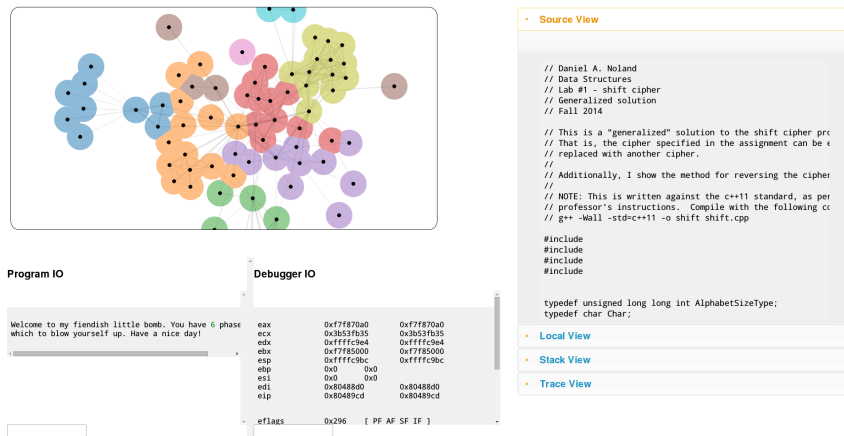 Source View
// Daniel A. Noland
// Data Structures
// Lab #1 - shift cipher
// Generalized solution
// Fall 2014
// This is a "generalized" solution to the shift cipher
// That is, the cipher specified in the assignment can be
// replaced with another cipher.
//
// Additionally, I show the method for reversing the cipher
//
// NOTE: This is written against the c++11 standard, as
// professor's instructions.  Compile with the following
// g++ -Wall -std=c++11 -o shift shift.cpp
#include
#include
#include
#include
typedef unsigned long long int AlphabetSizeType;
typedef char Char;
Local View
Stack View
Trace View
Program IO
Welcome to my fiendish little bomb. You have 6 phase
which to blow yourself up. Have a nice day!
Debugger IO
eax 0xf7f870a0 0xf7f870a0
ecx 0x3b53fb35 0x3b53fb35
edx 0xffffc9e4 0xffffc9e4
ebx 0xf7f85000 0xf7f85000
esp 0xffffc9bc 0xffffc9bc
ebp 0x0 0x0
esi 0x0 0x0
edi 0x80488d0 0x80488d0
eip 0x80489cd 0x80489cd
eflags 0x296 [ PF AF SF IF ]